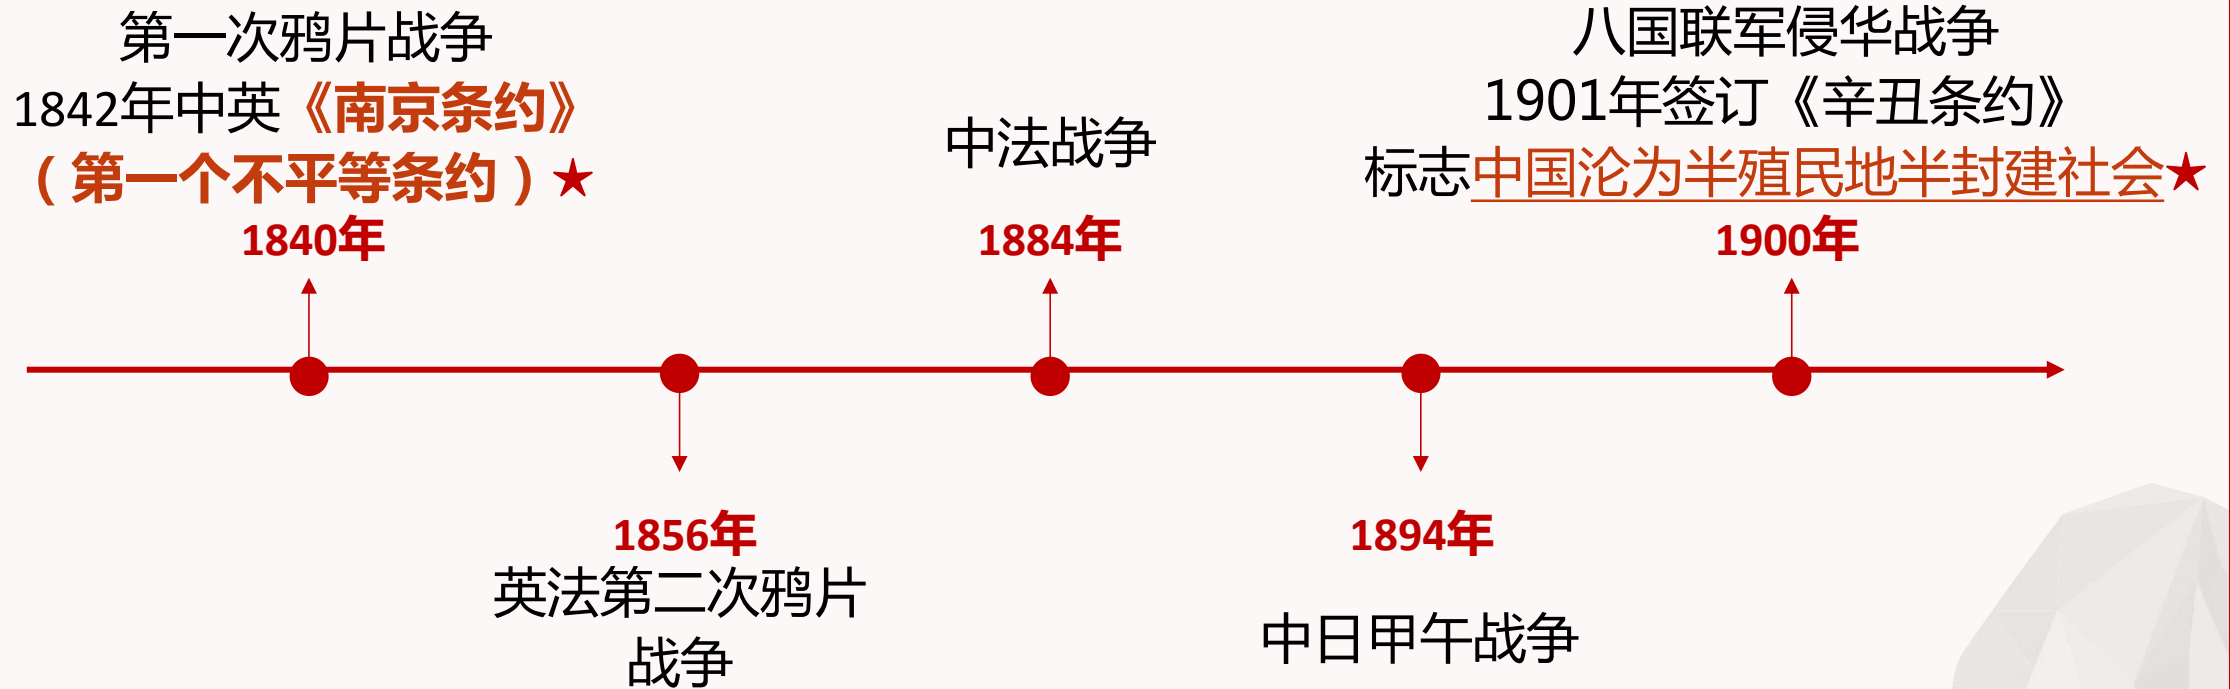 第一次鸦片战争
1842年中英《南京条约》
（第一个不平等条约）★
1840年
1856年
英法第二次鸦片
战争
中法战争
1884年
1894年
中日甲午战争
八国联军侵华战争
1901年签订《辛丑条约》
标志中国沦为半殖民地半封建社会★
1900年